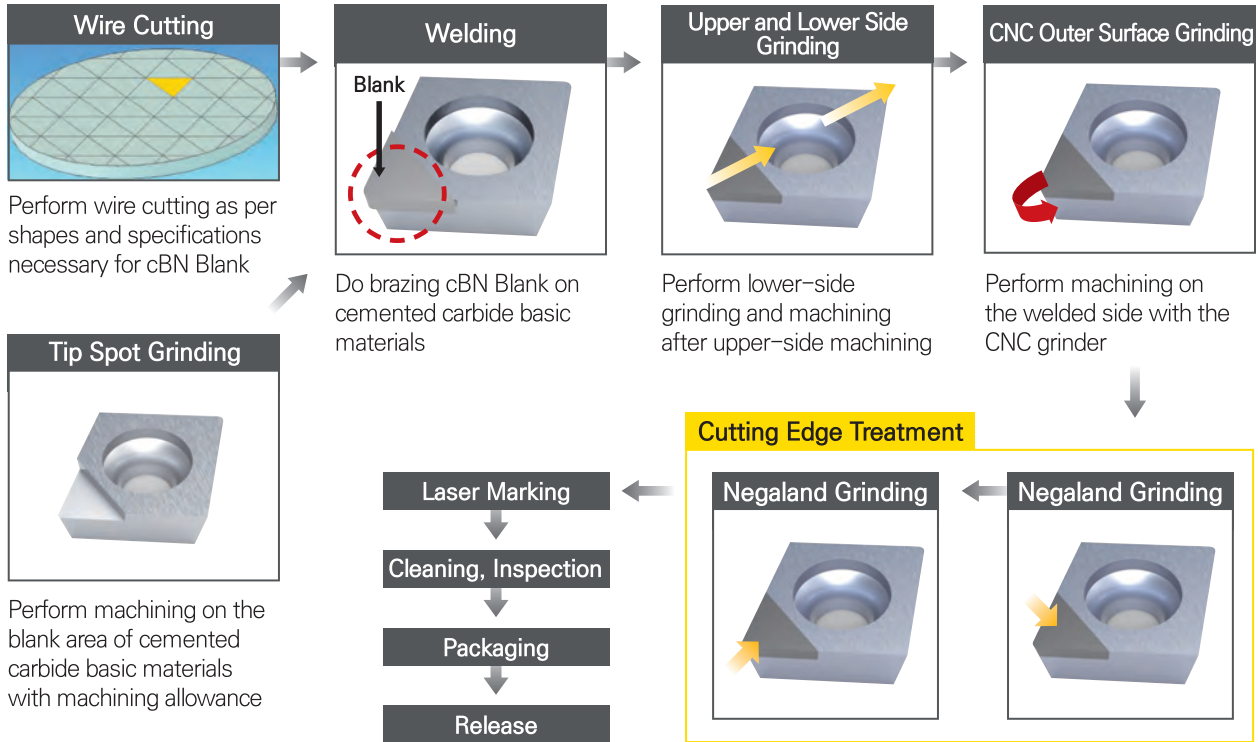 Wire Cutting
Perform wire cutting as per
shapes and specifications
necessary for cBN Blank
Tip Spot Grinding
Perform machining on the
blank area of cemented
carbide basic materials
with machining allowance
Welding
Blank
Do brazing cBN Blank on
cemented carbide basic
materials
Upper and Lower Side
Grinding
Perform lower-side
grinding and machining
after upper-side machining
CNC Outer Surface Grinding
Perform machining on
the welded side with the
CNC grinder
Cutting Edge Treatment
Negaland Grinding
Negaland Grinding
Laser Marking
Cleaning, Inspection
Packaging
Release